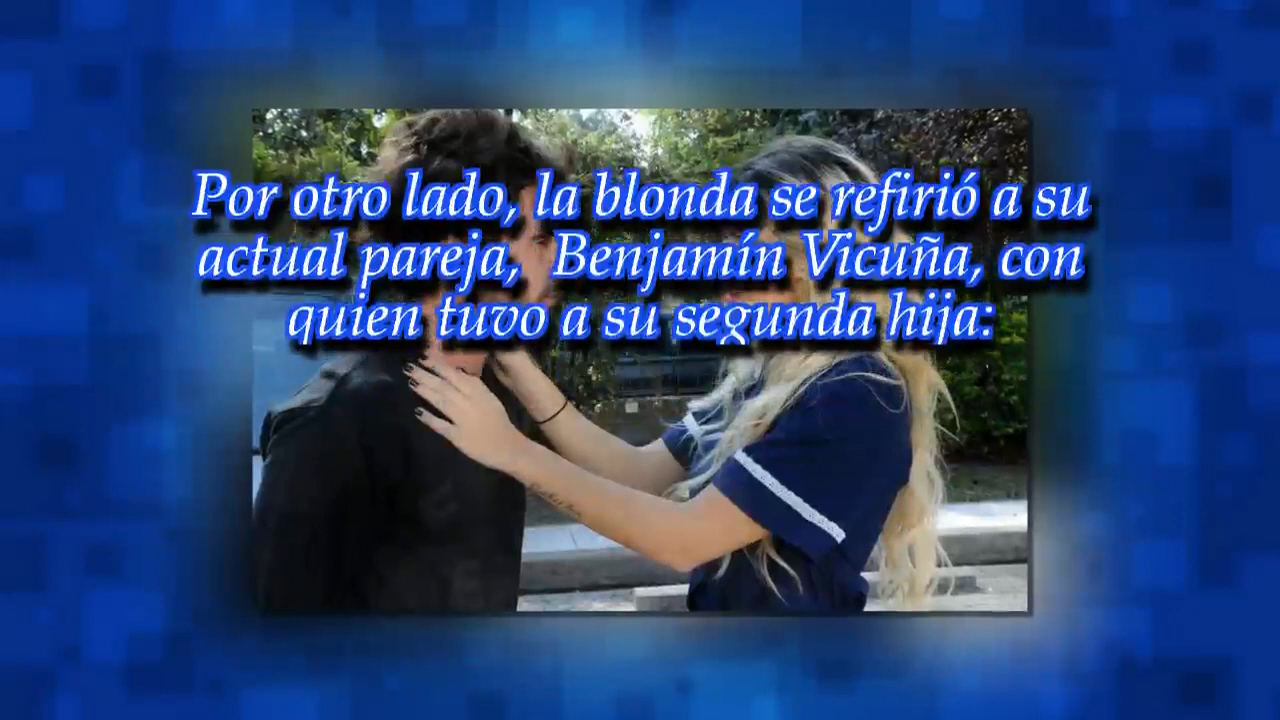 Por otro lado, la blonda se refirió a su
actual pareja, Benjamín Vicuña, con
quien tuvo a su segunda hija: